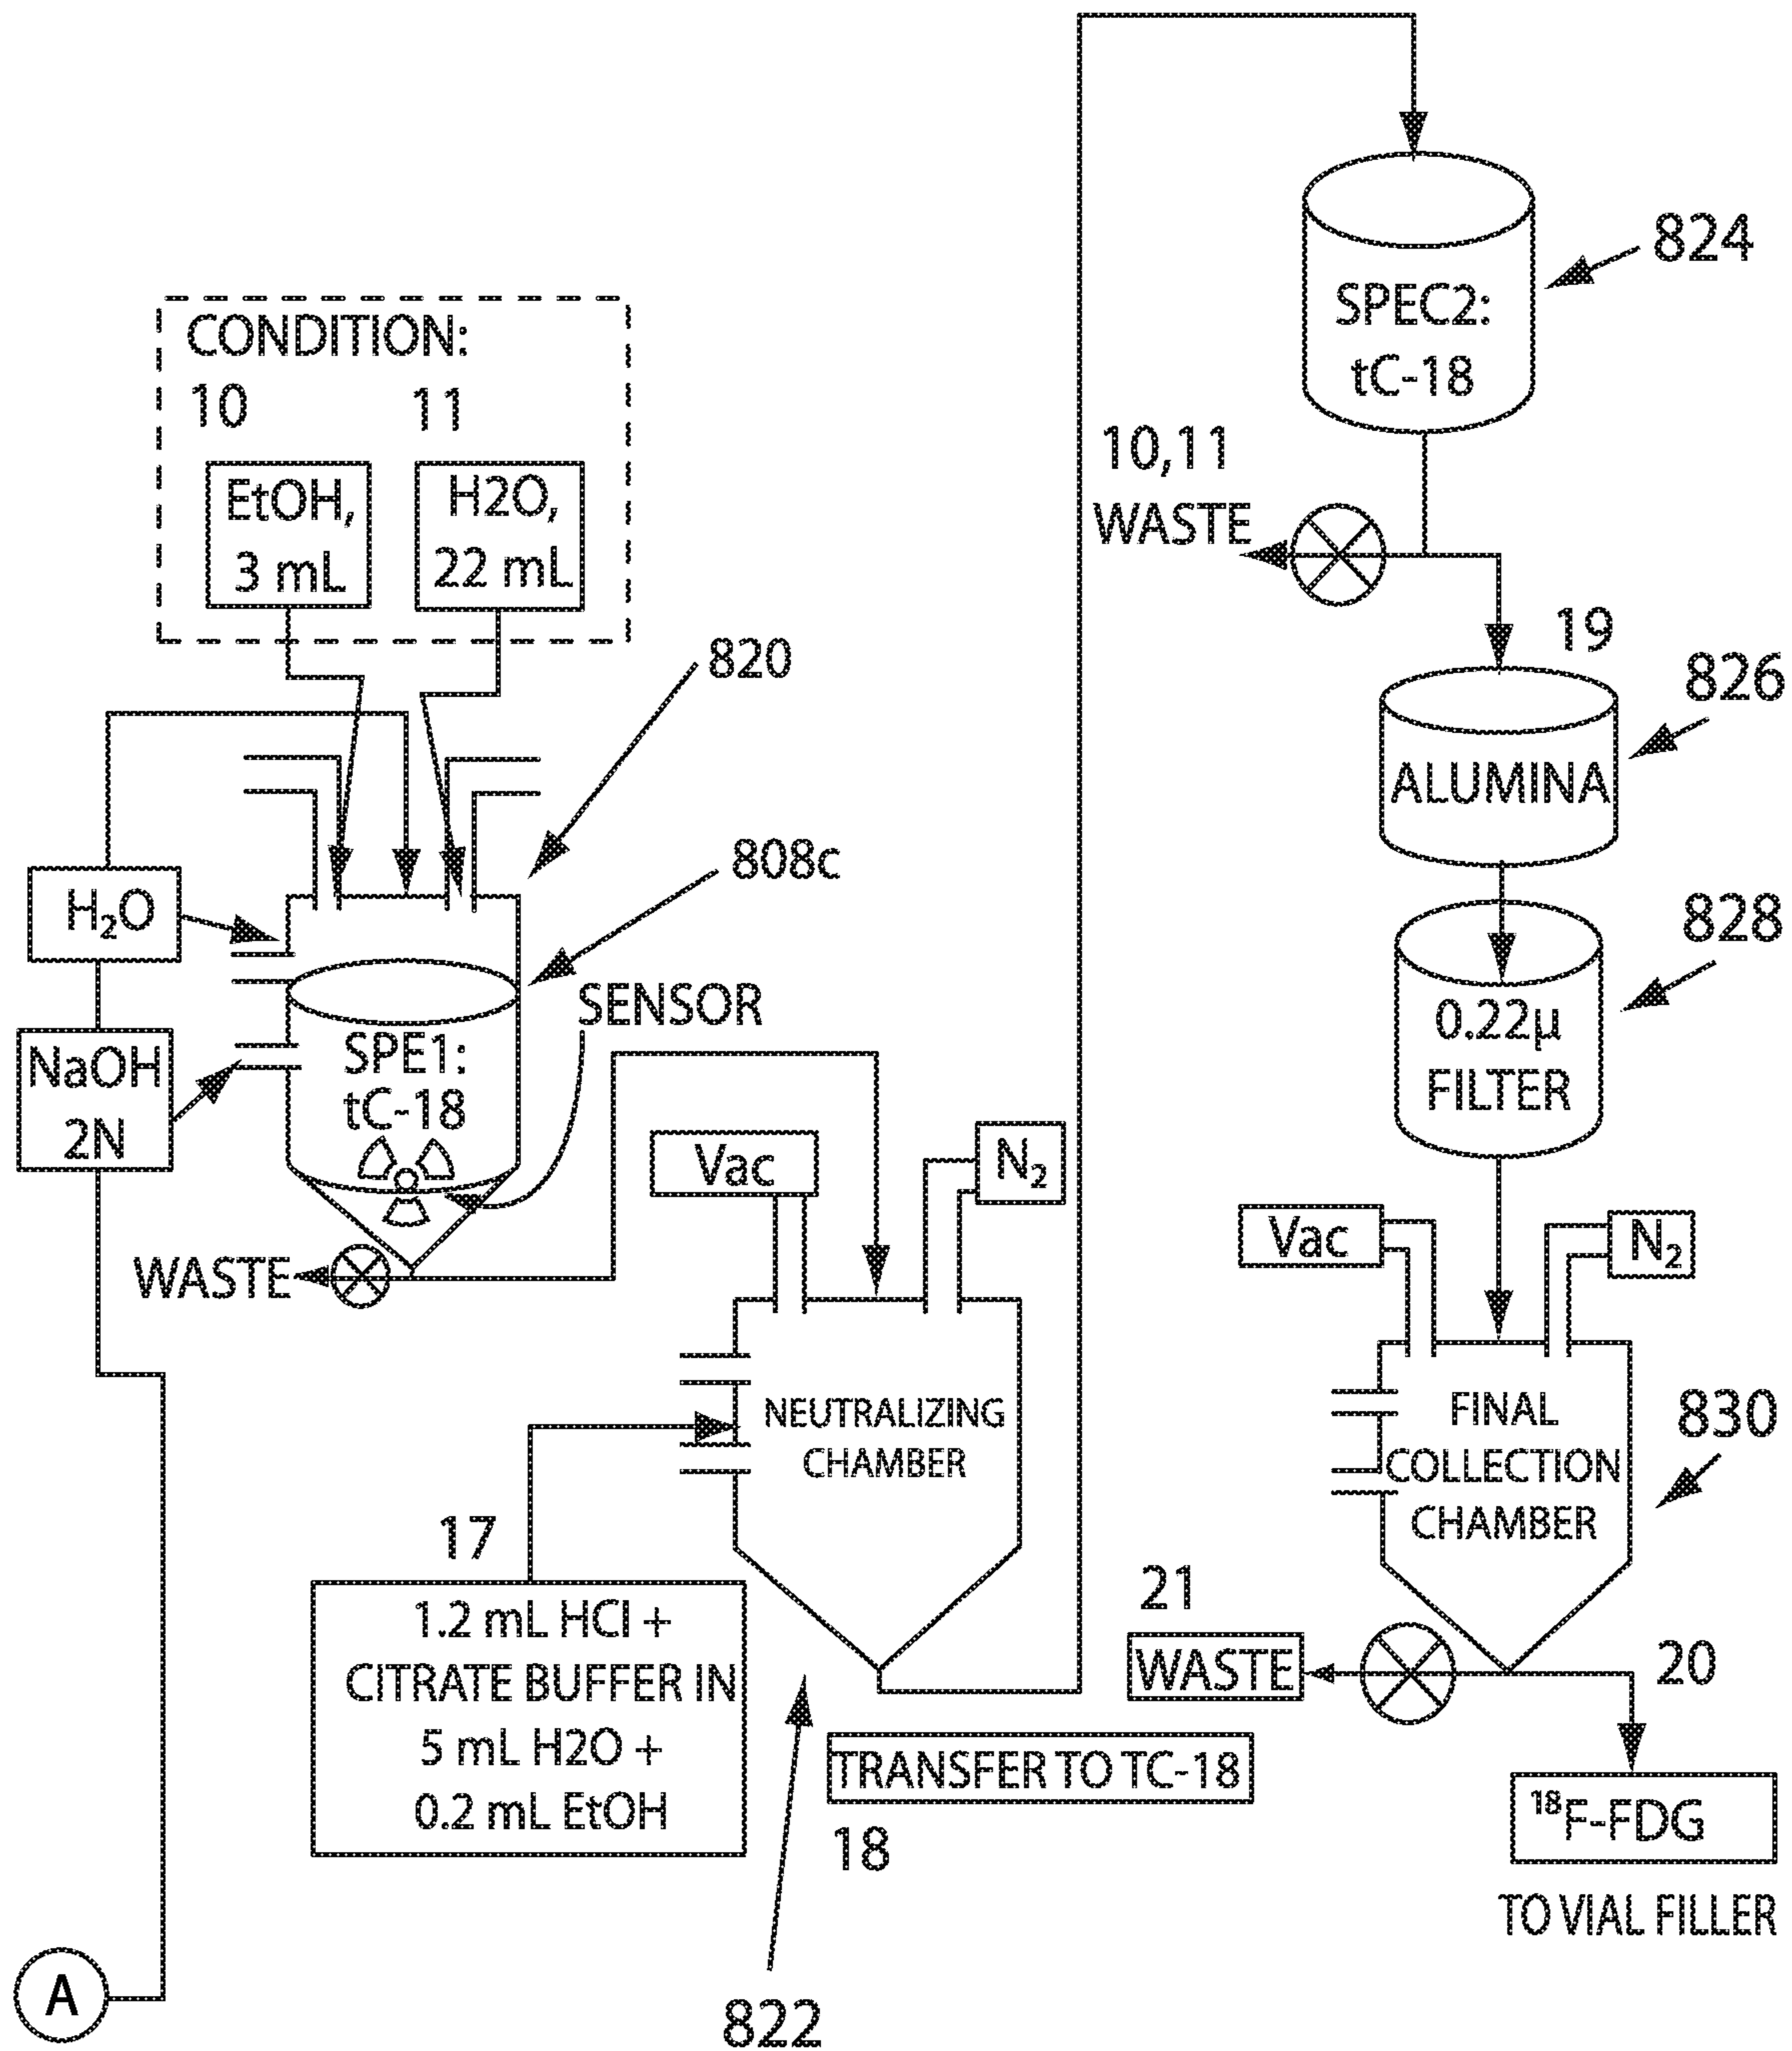 CONDITION:
10
11
EtOH,
3 mL
H2O,
22 mL
820
808c
H₂O
NaOH
2N
SPE1:
tC-18
SENSOR
WASTE
Vac
N₂
NEUTRALIZING
CHAMBER
17
1.2 mL HCl +
CITRATE BUFFER IN
5 mL H2O +
0.2 mL EtOH
TRANSFER TO TC-18
18
822
A
SPEC2:
tC-18
824
10,11
WASTE
19
826
ALUMINA
828
0.22μ
FILTER
Vac
N₂
FINAL
COLLECTION
CHAMBER
830
21
WASTE
20
¹⁸F-FDG
TO VIAL FILLER